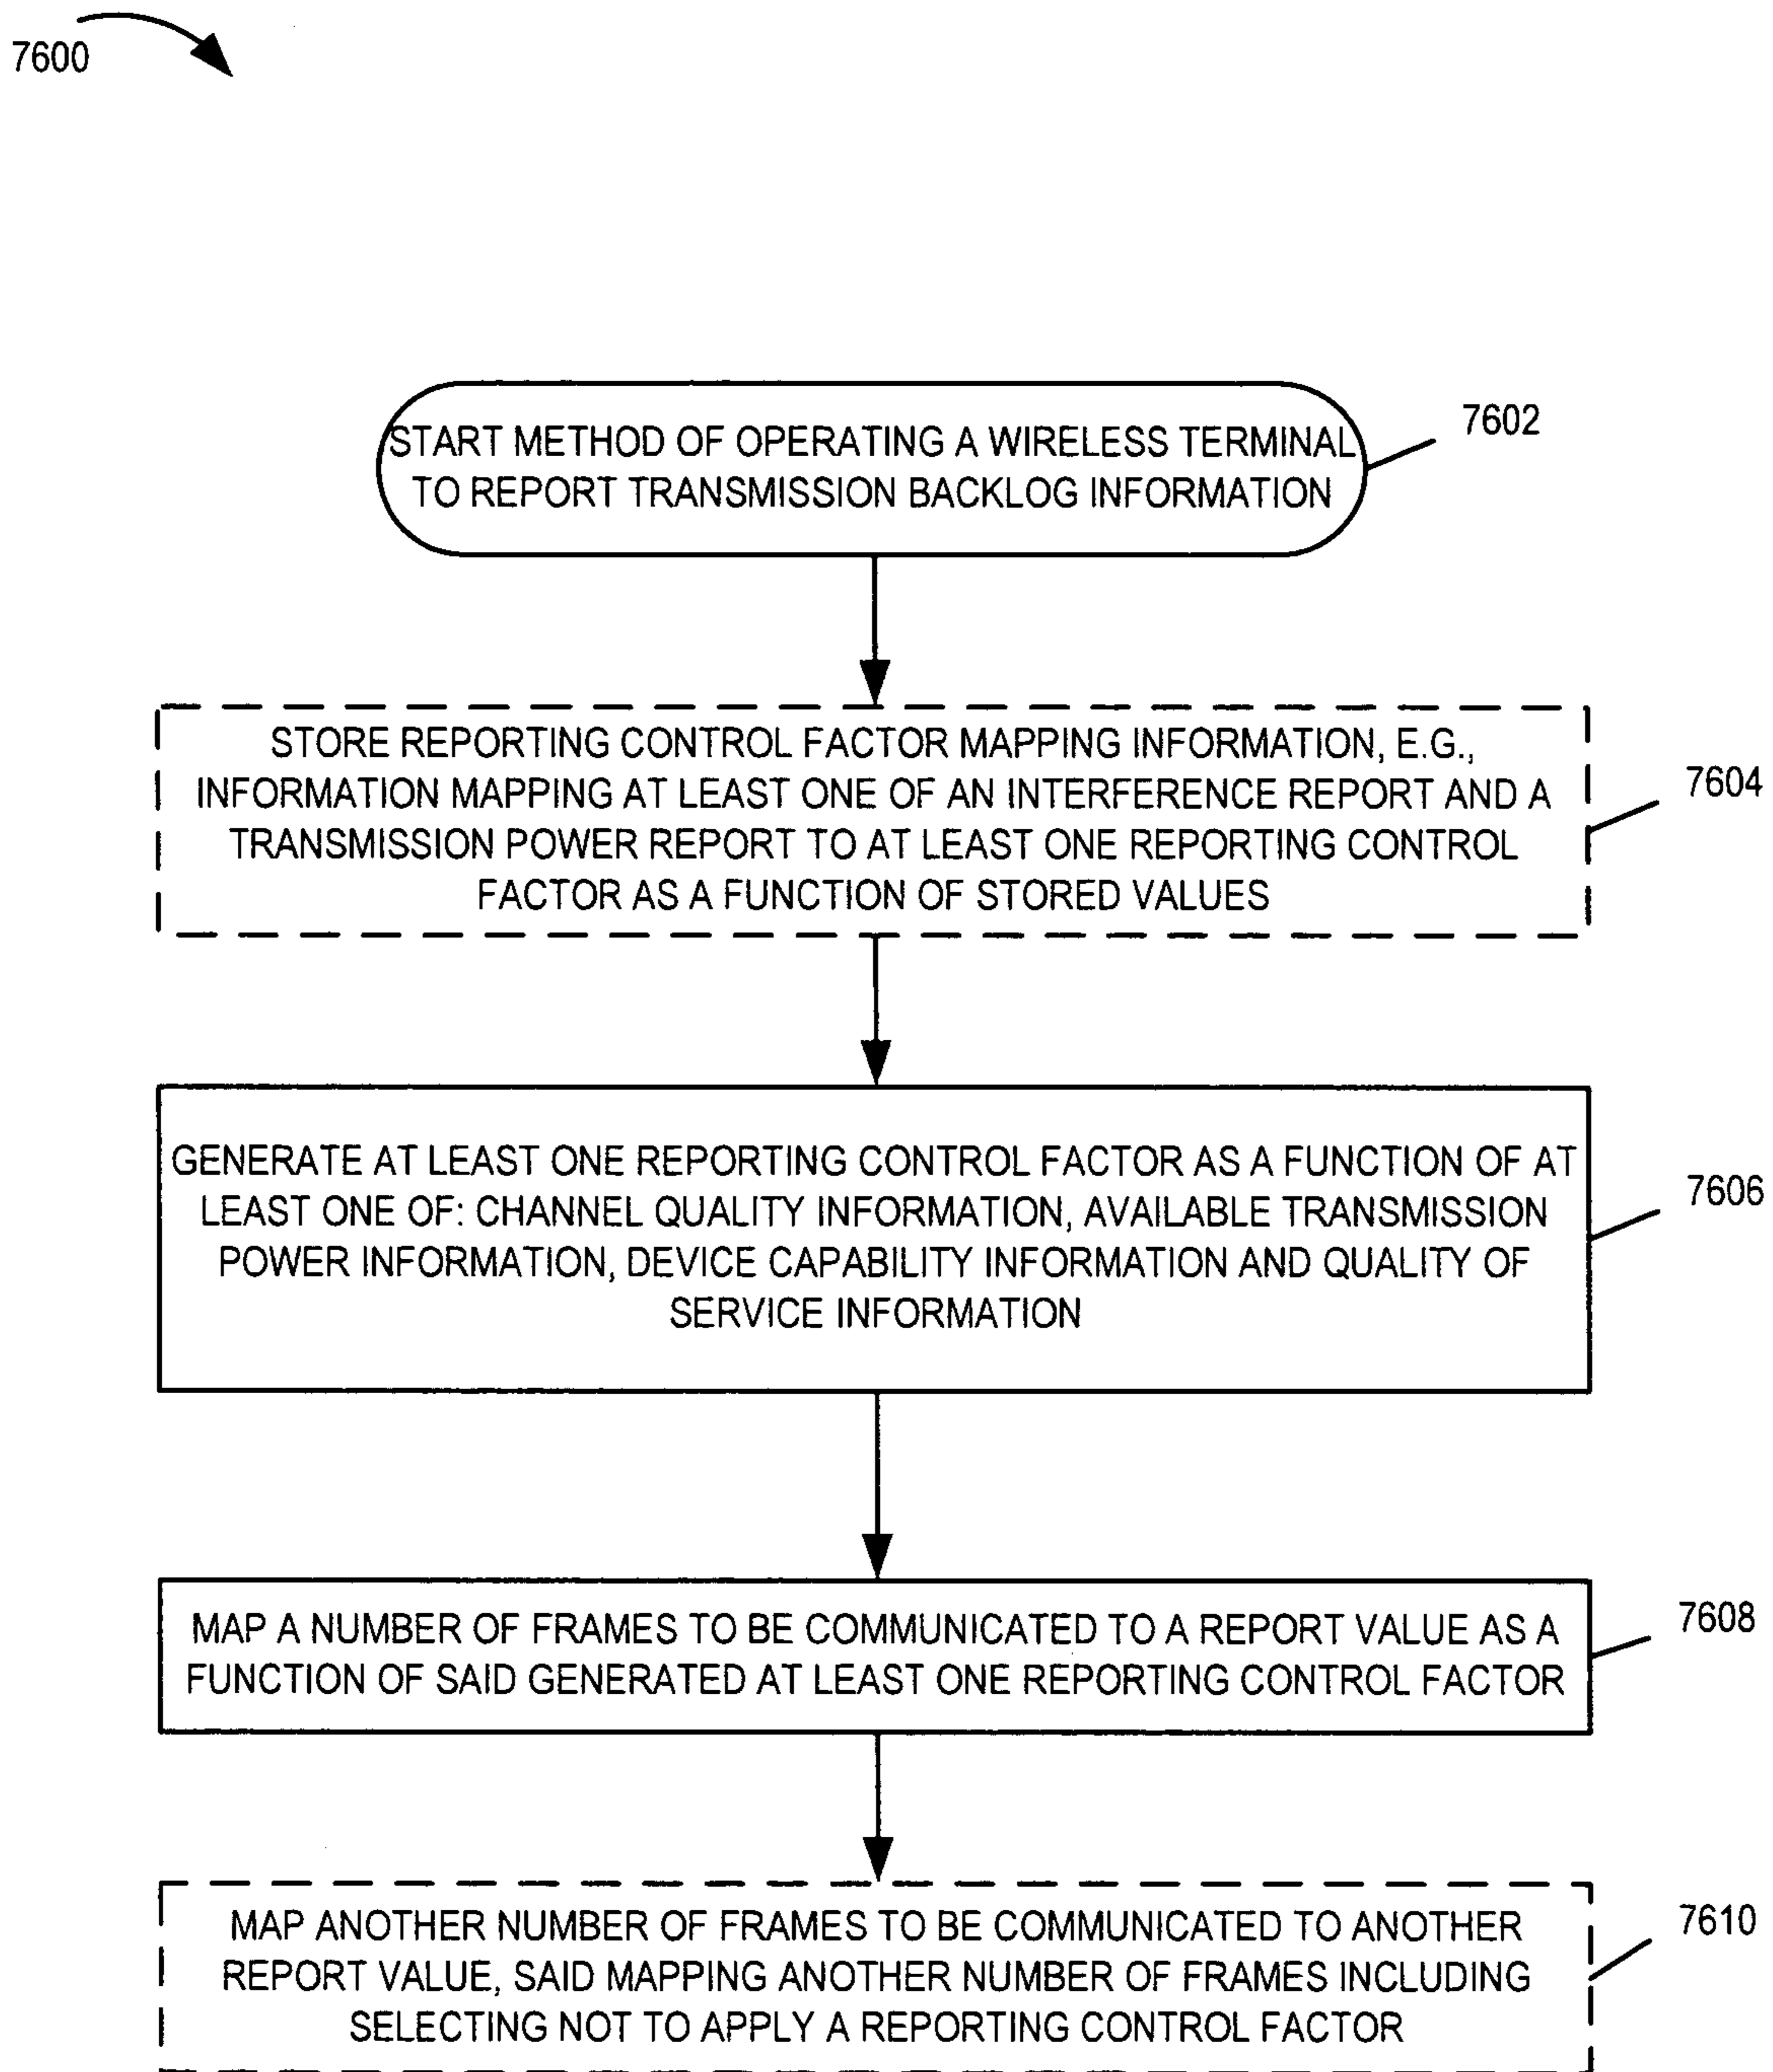 7600
START METHOD OF OPERATING A WIRELESS TERMINAL
TO REPORT TRANSMISSION BACKLOG INFORMATION
7602
STORE REPORTING CONTROL FACTOR MAPPING INFORMATION, E.G.,
INFORMATION MAPPING AT LEAST ONE OF AN INTERFERENCE REPORT AND A
TRANSMISSION POWER REPORT TO AT LEAST ONE REPORTING CONTROL
FACTOR AS A FUNCTION OF STORED VALUES
7604
GENERATE AT LEAST ONE REPORTING CONTROL FACTOR AS A FUNCTION OF AT
LEAST ONE OF: CHANNEL QUALITY INFORMATION, AVAILABLE TRANSMISSION
POWER INFORMATION, DEVICE CAPABILITY INFORMATION AND QUALITY OF
SERVICE INFORMATION
7606
MAP A NUMBER OF FRAMES TO BE COMMUNICATED TO A REPORT VALUE AS A
FUNCTION OF SAID GENERATED AT LEAST ONE REPORTING CONTROL FACTOR
7608
MAP ANOTHER NUMBER OF FRAMES TO BE COMMUNICATED TO ANOTHER
REPORT VALUE, SAID MAPPING ANOTHER NUMBER OF FRAMES INCLUDING
SELECTING NOT TO APPLY A REPORTING CONTROL FACTOR
7610